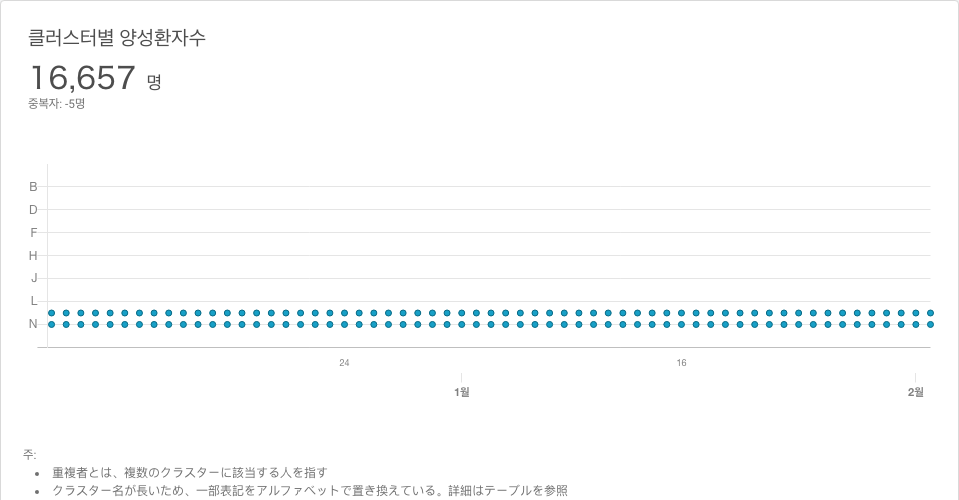 클러스터별 양성환자수
16,657 명
중복자: -5명
B
D
F
H
J
L
N
24
16
1월
2월
주:
• 重複者とは、複数のクラスターに該当する人を指す
• クラスター名が長いため、一部表記をアルファベットで置き換えている。詳細はテーブルを参照